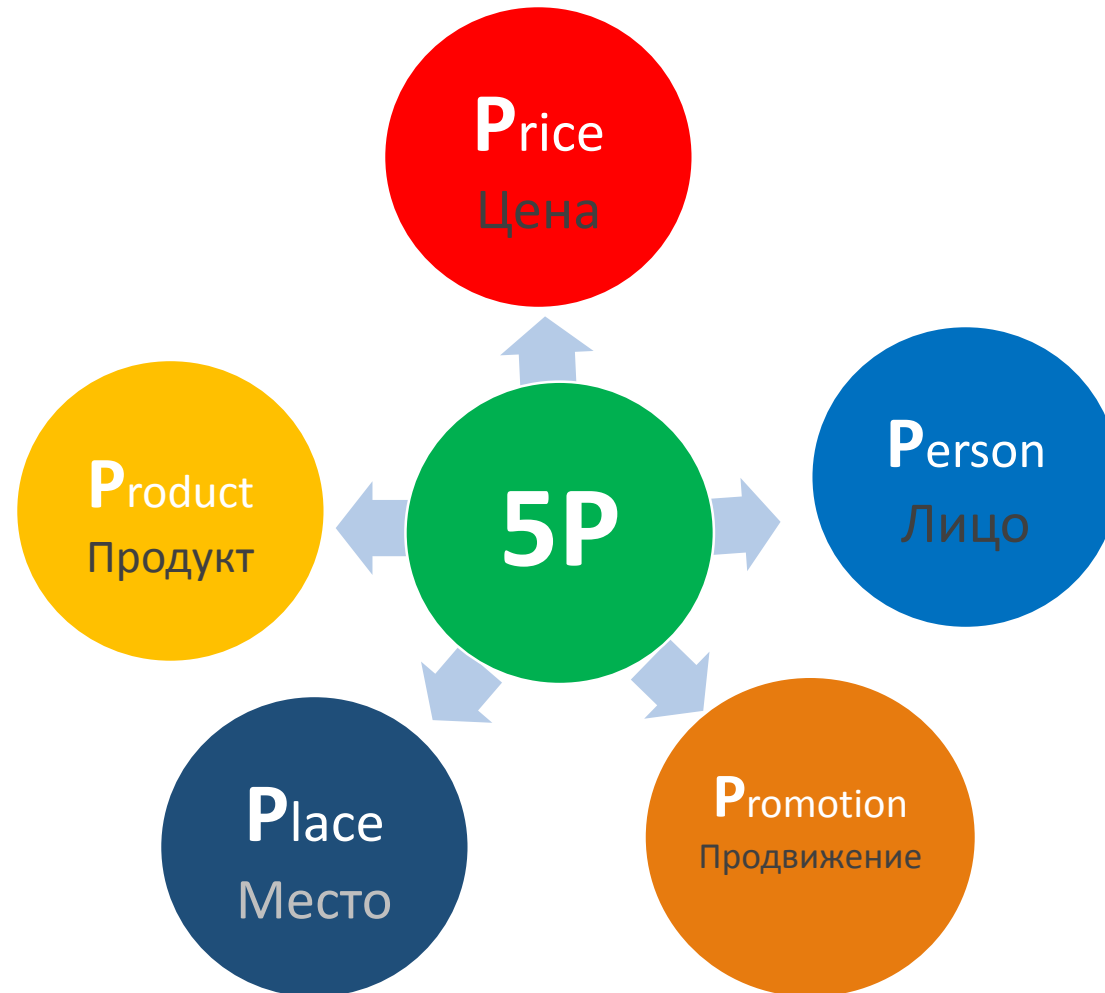 Price
Цена
Person
Лицо
Product
Продукт
5P
Place
Место
Promotion
Продвижение